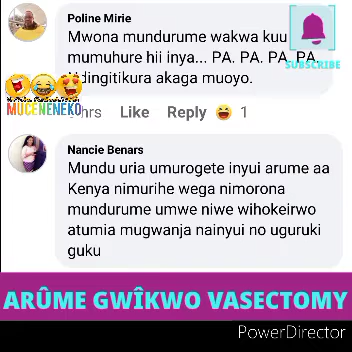 Poline Mirie
Mwona mundurume wakwa kuu
mumuhure hii inya... PA. PA. PA. PA.
Ndingitikura akaga muoyo.
SUBSCRIBE
MUCENENEKO
hrs Like Reply 1
Nancie Benars
Mundu uria umurogete inyui arume aa
Kenya nimurihe wega nimorona
mundurume umwe niwe wihokeirwo
atumia mugwanja nainyui no uguruki
guku
ARŨME GWĨKWO VASECTOMY
PowerDirector